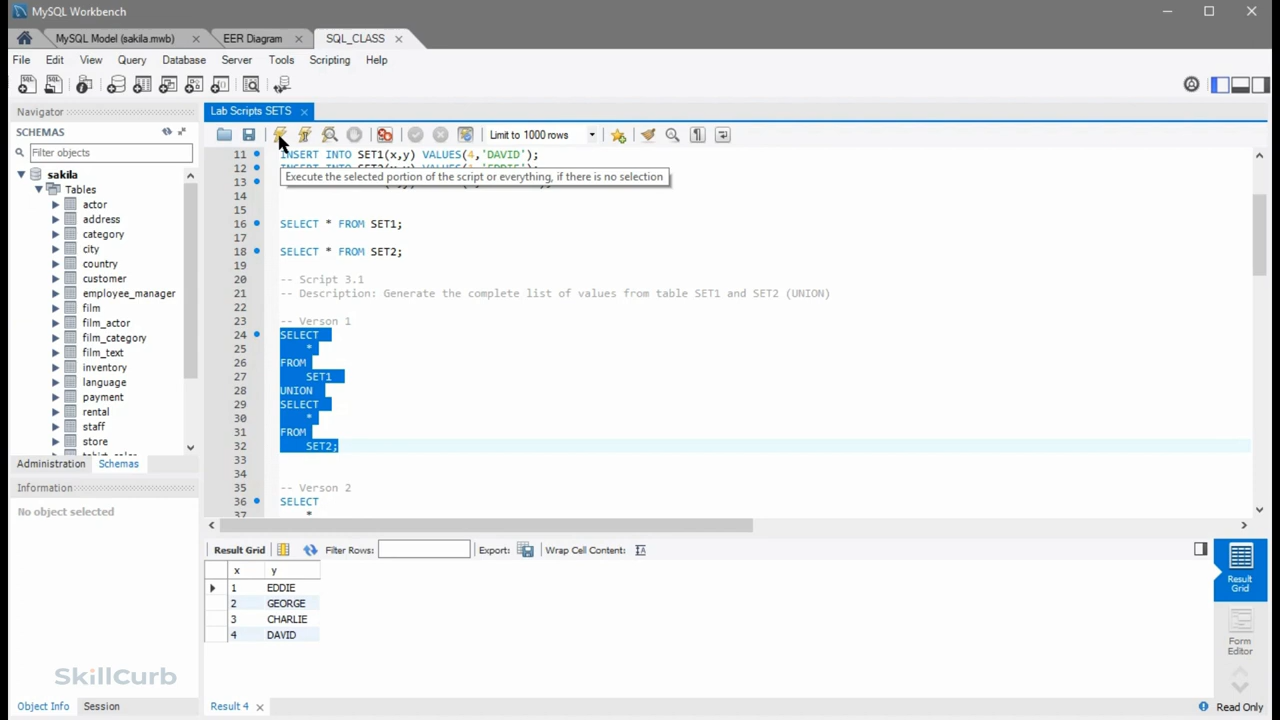 MySQL Workbench
MySQL Model (sakila.mwb) × EER Diagram × SQL_CLASS ×
File Edit View Query Database Server Tools Scripting Help
Navigator
SCHEMAS
Filter objects
sakila
Tables
actor
address
category
city
country
customer
employee_manager
film
film_actor
film_category
film_text
inventory
language
payment
rental
staff
store
Administration Schemas
Information
No object selected
SkillCurb
Object Info Session
Lab Scripts SETS ×
Limit to 1000 rows
11 INSERT INTO SET1(x,y) VALUES(4,'DAVID');
12
Execute the selected portion of the script or everything, if there is no selection
13
14
15
16 SELECT * FROM SET1;
17
18 SELECT * FROM SET2;
19
20 -- Script 3.1
21 -- Description: Generate the complete list of values from table SET1 and SET2 (UNION)
22
23 -- Verson 1
24 SELECT
25 *
26 FROM
27 SET1
28 UNION
29 SELECT
30 *
31 FROM
32 SET2;
33
34
35 -- Verson 2
36 SELECT
37 *
Result Grid Filter Rows: Export: Wrap Cell Content:
x y
1 EDDIE
2 GEORGE
3 CHARLIE
4 DAVID
Result Grid
Form Editor
Result 4 ×
Read Only